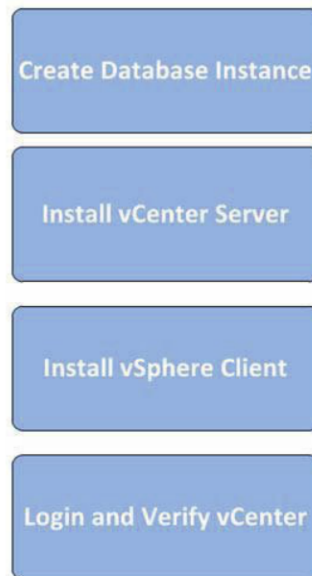 Create Database Instance
Install vCenter Server
Install vSphere Client
Login and Verify vCenter